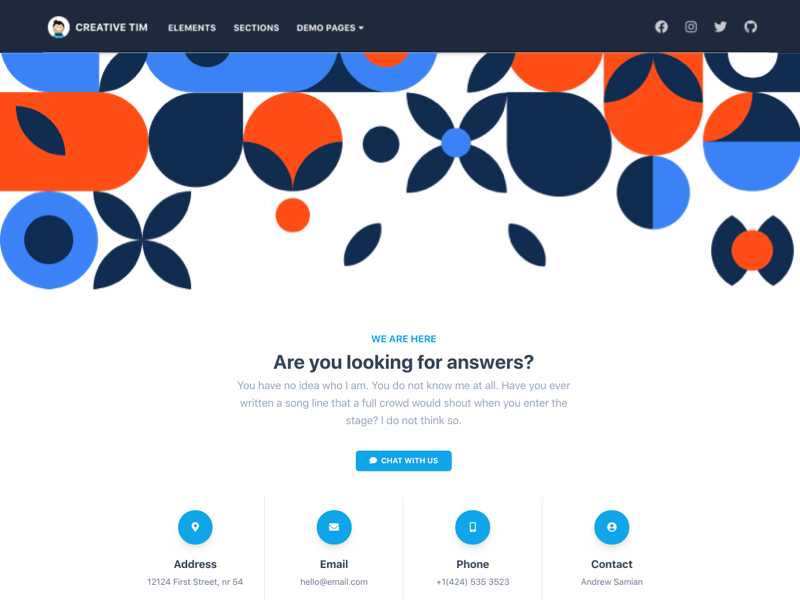 CREATIVE TIM ELEMENTS SECTIONS DEMO PAGES
WE ARE HERE
Are you looking for answers?
You have no idea who I am. You do not know me at all. Have you ever
written a song line that a full crowd would shout when you enter the
stage? I do not think so.
CHAT WITH US
Address Email Phone Contact
12124 First Street, nr 54 hello@email.com +1(424) 535 3523 Andrew Samian